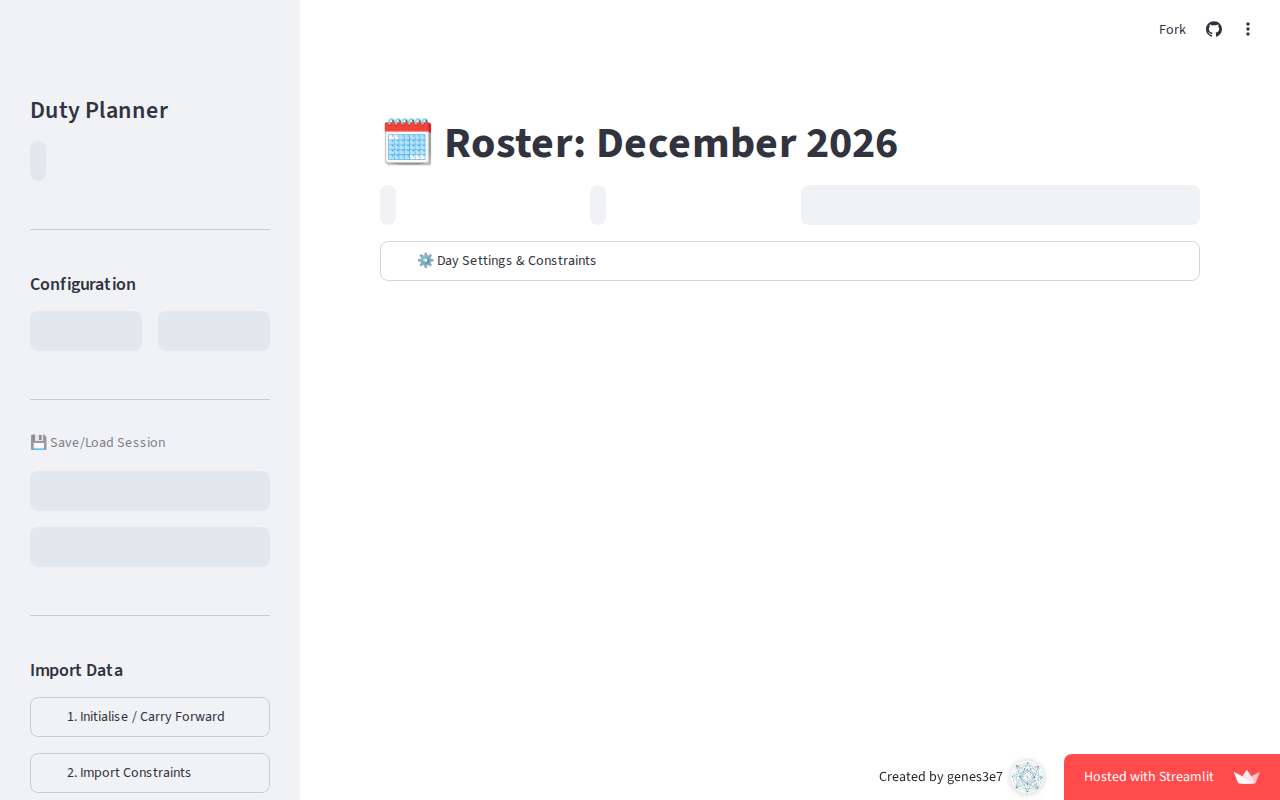 Fork
Duty Planner
🗓️ Roster: December 2026
⚙️ Day Settings & Constraints
Configuration
💾 Save/Load Session
Import Data
1. Initialise / Carry Forward
2. Import Constraints
Created by genes3e7
Hosted with Streamlit